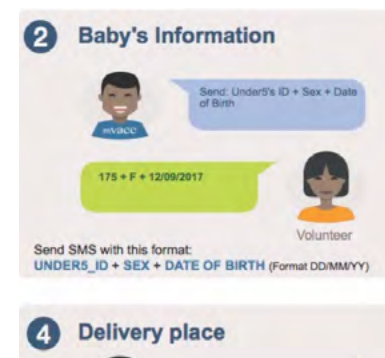 2 Baby's Information
Send: Under5's ID + Sex + Date
of Birth
mVacc
175 + F + 12/09/2017
Volunteer
Send SMS with this format:
UNDER5_ID + SEX + DATE OF BIRTH (Format DD/MM/YY)
4 Delivery place